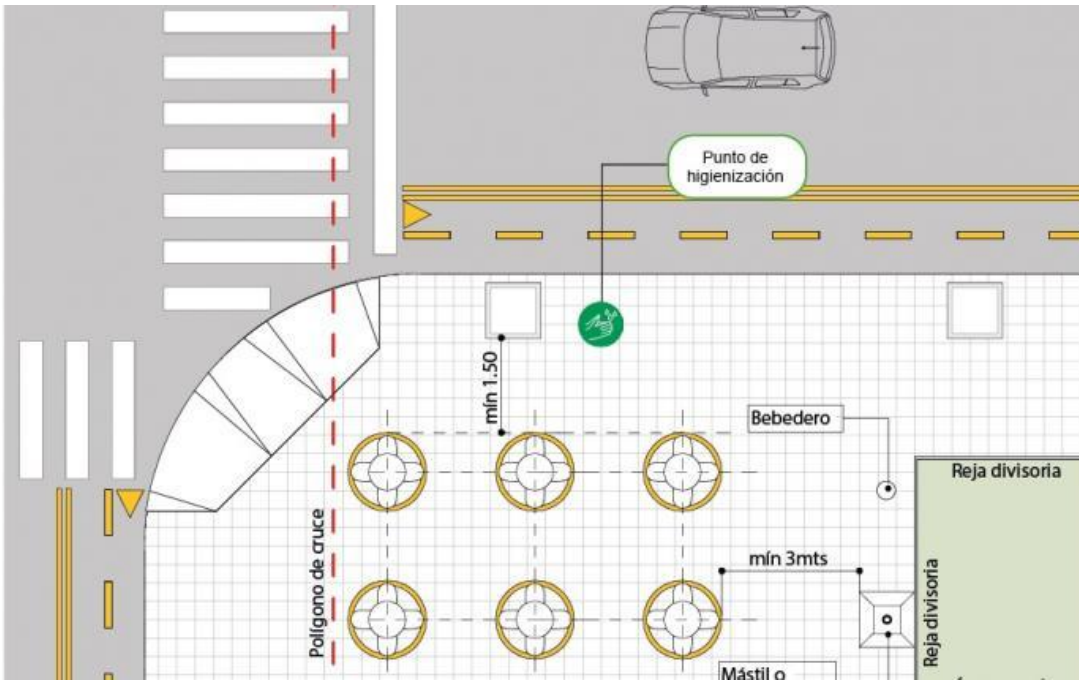 Punto de
higienización
mín 1.50
Bebedero
Reja divisoria
Polígono de cruce
mín 3mts
Reja divisoria
Mástil o